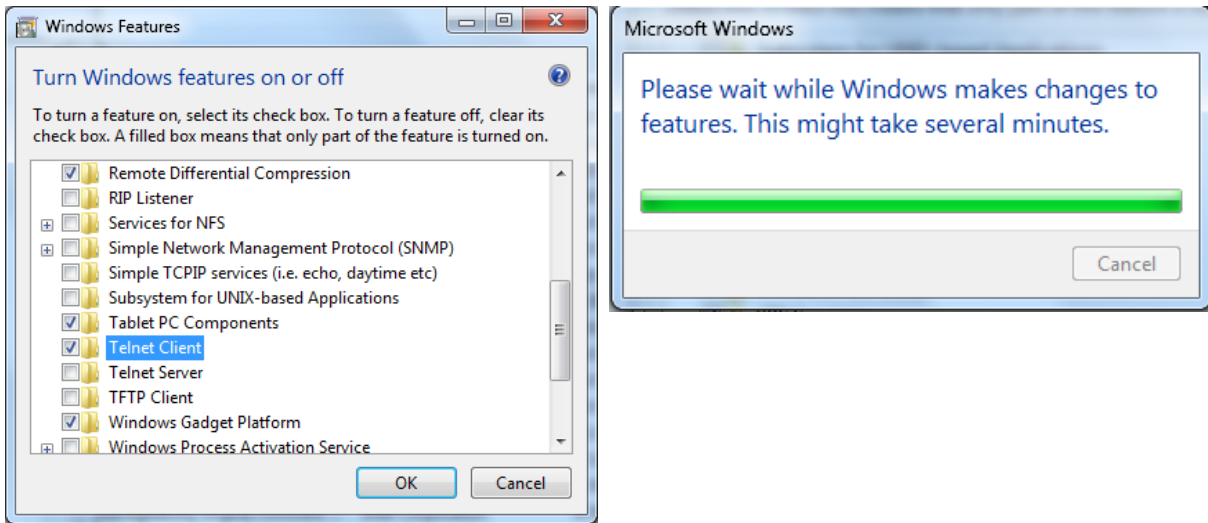 Windows Features
Turn Windows features on or off
To turn a feature on, select its check box. To turn a feature off, clear its
check box. A filled box means that only part of the feature is turned on.
Remote Differential Compression
RIP Listener
Services for NFS
Simple Network Management Protocol (SNMP)
Simple TCPIP services (i.e. echo, daytime etc)
Subsystem for UNIX-based Applications
Tablet PC Components
Telnet Client
Telnet Server
TFTP Client
Windows Gadget Platform
Windows Process Activation Service
OK Cancel
Microsoft Windows
Please wait while Windows makes changes to
features. This might take several minutes.
Cancel